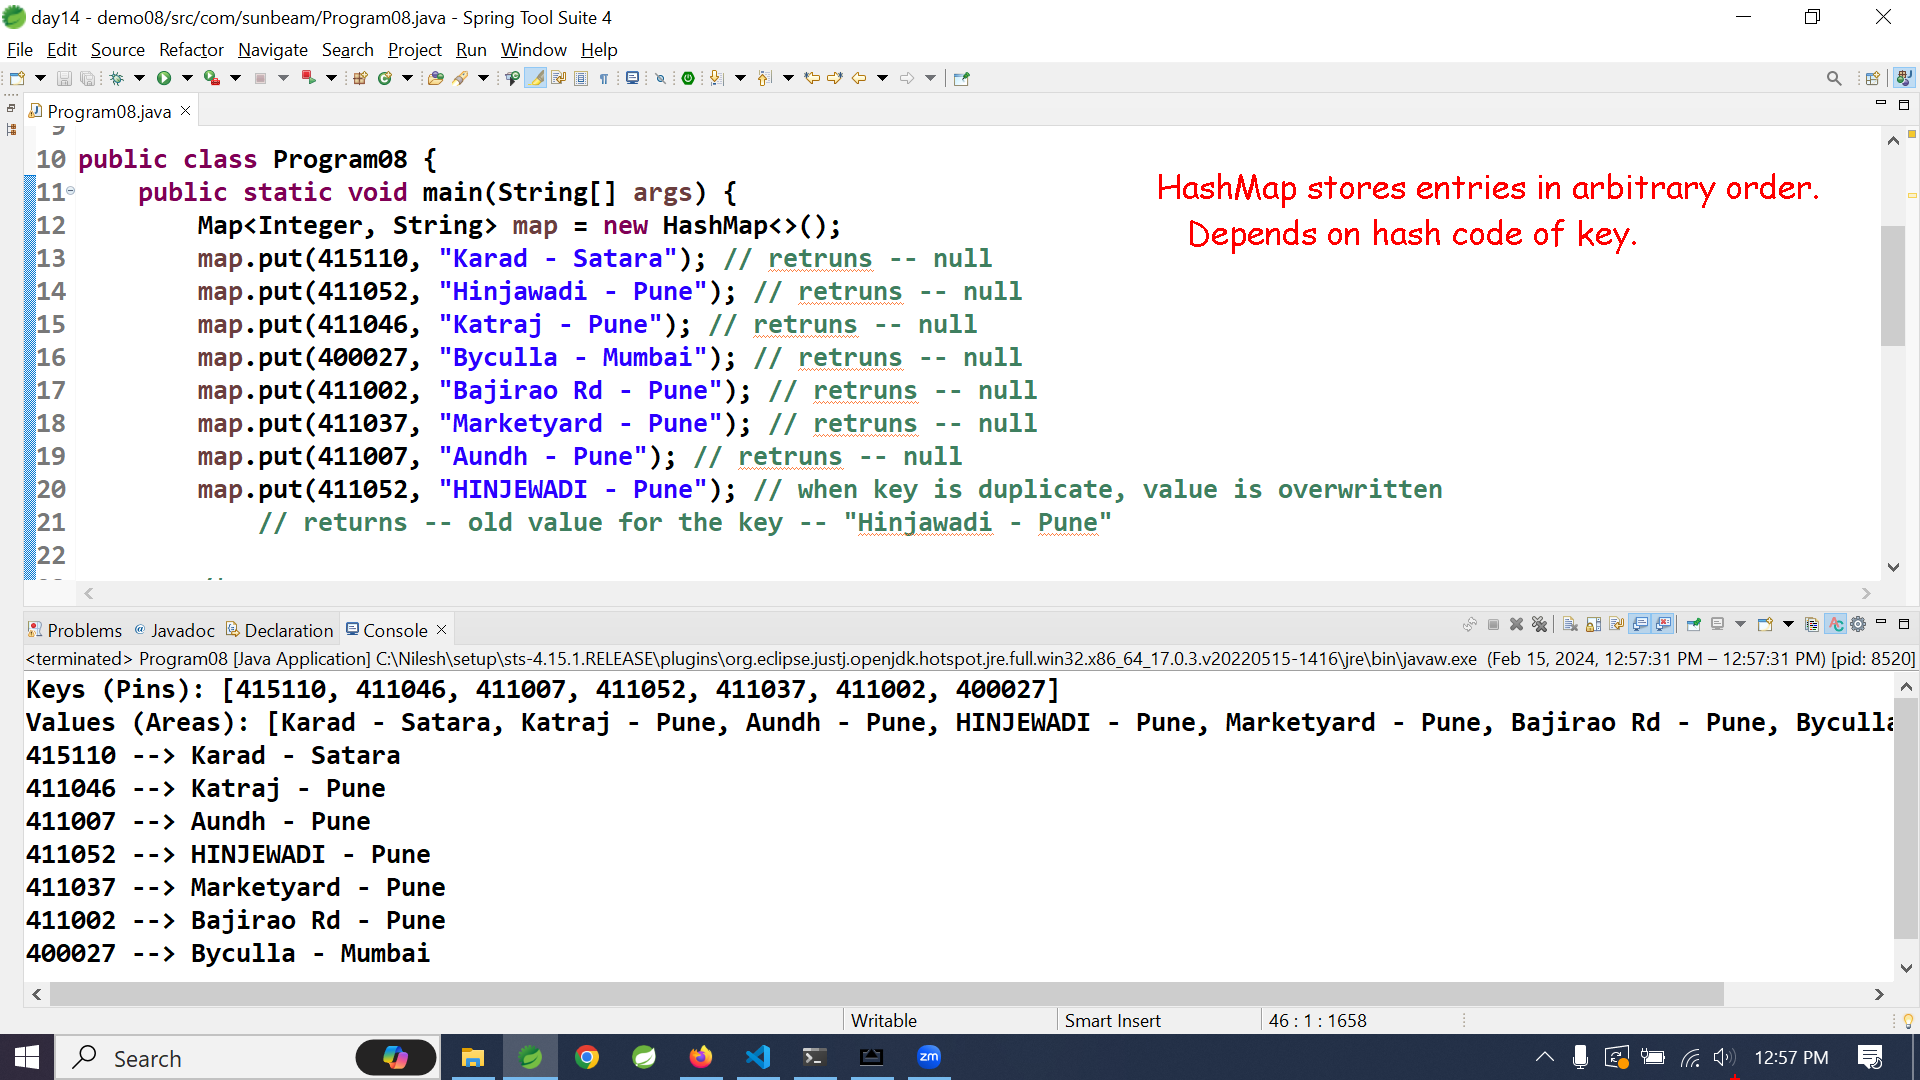 day14 - demo08/src/com/sunbeam/Program08.java - Spring Tool Suite 4
File Edit Source Refactor Navigate Search Project Run Window Help
Program08.java
9
10 public class Program08 {
11 public static void main(String[] args) {
12 Map<Integer, String> map = new HashMap<>();
13 map.put(415110, "Karad - Satara"); // retruns -- null
14 map.put(411052, "Hinjawadi - Pune"); // retruns -- null
15 map.put(411046, "Katraj - Pune"); // retruns -- null
16 map.put(400027, "Byculla - Mumbai"); // retruns -- null
17 map.put(411002, "Bajirao Rd - Pune"); // retruns -- null
18 map.put(411037, "Marketyard - Pune"); // retruns -- null
19 map.put(411007, "Aundh - Pune"); // retruns -- null
20 map.put(411052, "HINJEWADI - Pune"); // when key is duplicate, value is overwritten
21 // returns -- old value for the key -- "Hinjawadi - Pune"
22
HashMap stores entries in arbitrary order.
Depends on hash code of key.
Problems Javadoc Declaration Console
<terminated> Program08 [Java Application] C:\Nilesh\setup\sts-4.15.1.RELEASE\plugins\org.eclipse.justj.openjdk.hotspot.jre.full.win32.x86_64_17.0.3.v20220515-1416\jre\bin\javaw.exe (Feb 15, 2024, 12:57:31 PM – 12:57:31 PM) [pid: 8520]
Keys (Pins): [415110, 411046, 411007, 411052, 411037, 411002, 400027]
Values (Areas): [Karad - Satara, Katraj - Pune, Aundh - Pune, HINJEWADI - Pune, Marketyard - Pune, Bajirao Rd - Pune, Byculla
415110 --> Karad - Satara
411046 --> Katraj - Pune
411007 --> Aundh - Pune
411052 --> HINJEWADI - Pune
411037 --> Marketyard - Pune
411002 --> Bajirao Rd - Pune
400027 --> Byculla - Mumbai
Writable Smart Insert 46 : 1 : 1658
Search zm 12:57 PM